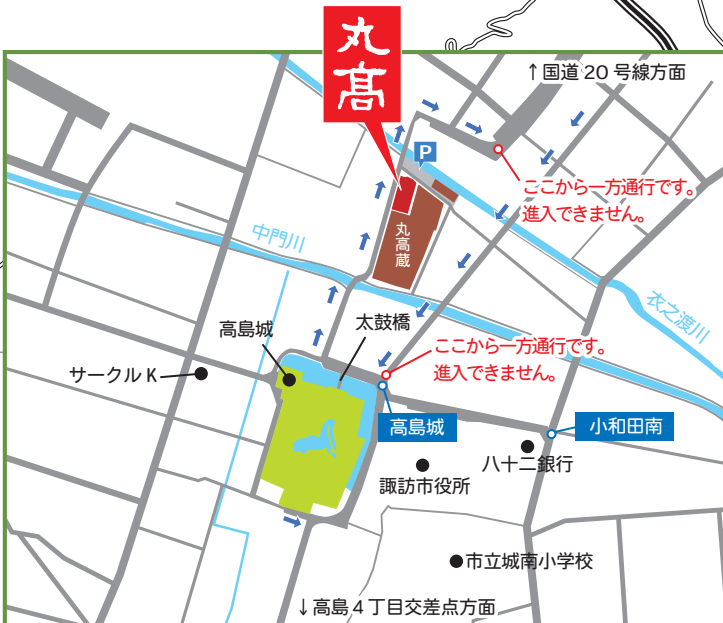 丸髙
↑国道20号線方面
P
ここから一方通行です。
進入できません。
丸高蔵
中門川
衣之渡川
高島城
太鼓橋
ここから一方通行です。
進入できません。
サークルK
高島城
小和田南
八十二銀行
諏訪市役所
市立城南小学校
↓高島4丁目交差点方面